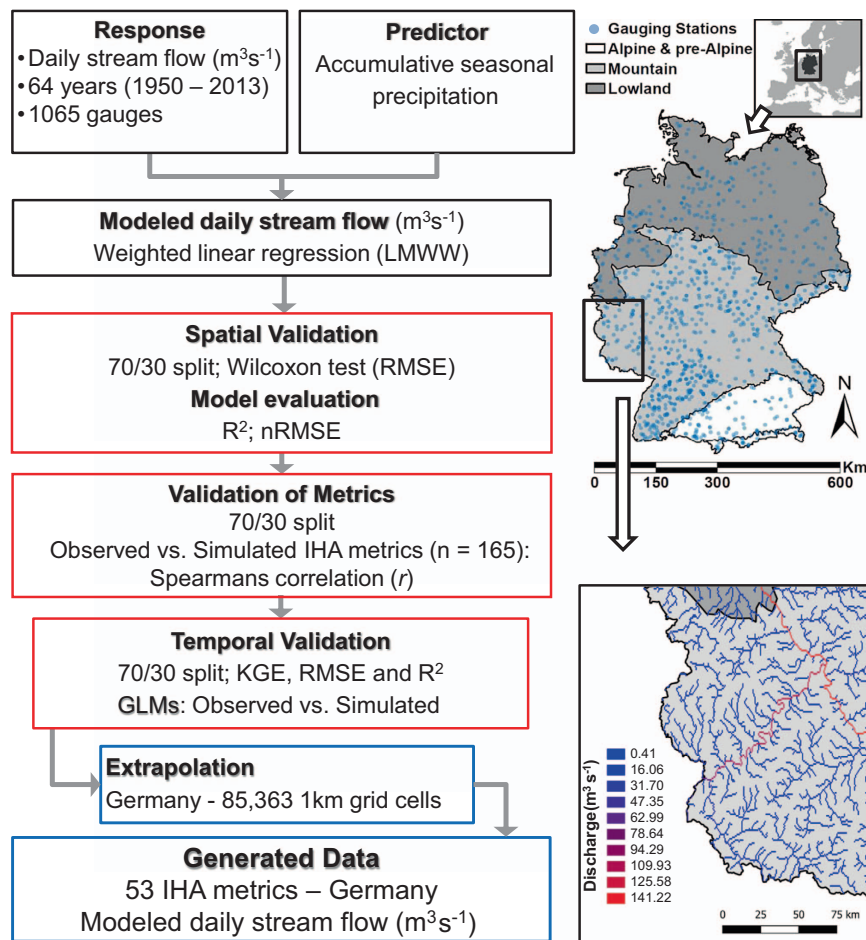 Response
• Daily stream flow (m³s⁻¹)
• 64 years (1950 – 2013)
• 1065 gauges
Predictor
Accumulative seasonal
precipitation
Modeled daily stream flow (m³s⁻¹)
Weighted linear regression (LMWW)
Spatial Validation
70/30 split; Wilcoxon test (RMSE)
Model evaluation
R²; nRMSE
Validation of Metrics
70/30 split
Observed vs. Simulated IHA metrics (n = 165):
Spearmans correlation (r)
Temporal Validation
70/30 split; KGE, RMSE and R²
GLMs: Observed vs. Simulated
Extrapolation
Germany - 85,363 1km grid cells
Generated Data
53 IHA metrics – Germany
Modeled daily stream flow (m³s⁻¹)
Gauging Stations
Alpine & pre-Alpine
Mountain
Lowland
N
Km
0 150 300 600
Discharge (m³ s⁻¹)
0.41
16.06
31.70
47.35
62.99
78.64
94.29
109.93
125.58
141.22
0 25 50 75 km